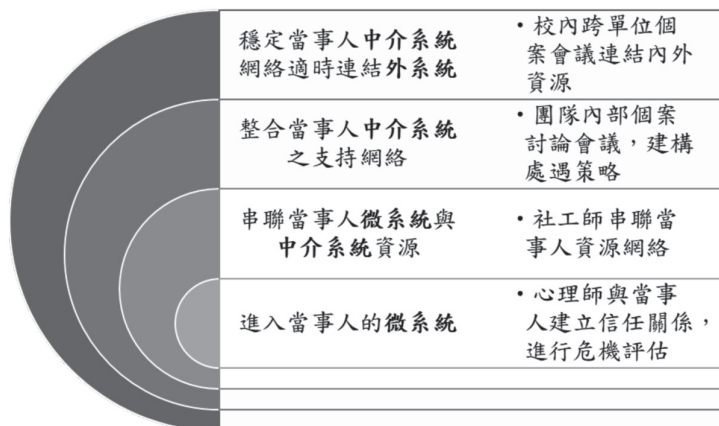 穩定當事人中介系統
網絡適時連結外系統
•校內跨單位個
案會議連結內外
資源
整合當事人中介系統
之支持網絡
•團隊內部個案
討論會議，建構
處遇策略
串聯當事人微系統與
中介系統資源
•社工師串聯當
事人資源網絡
進入當事人的微系統
•心理師與當事
人建立信任關係，
進行危機評估